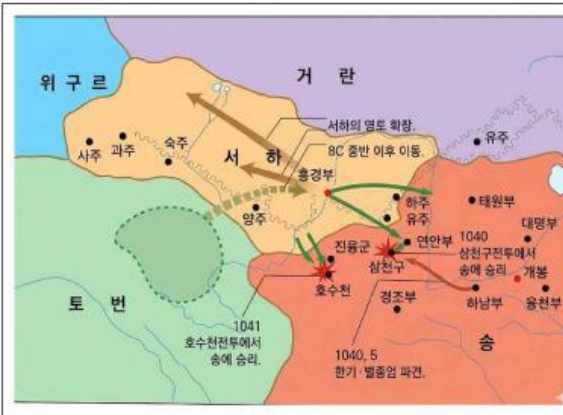 위구르
거란
서하의 영토 확장.
유주
사주
과주
숙주
서하
8C 중반 이후 이동.
흥경부
양주
하주
유주
태원부
진융군
연안부
대명부
1040
삼천구전투에서
송에 승리
삼천구
호수천
개봉
토번
경조부
하남부
융천부
1041
호수천전투에서
송에 승리.
송
1040, 5
한기·벌중엄 파견.